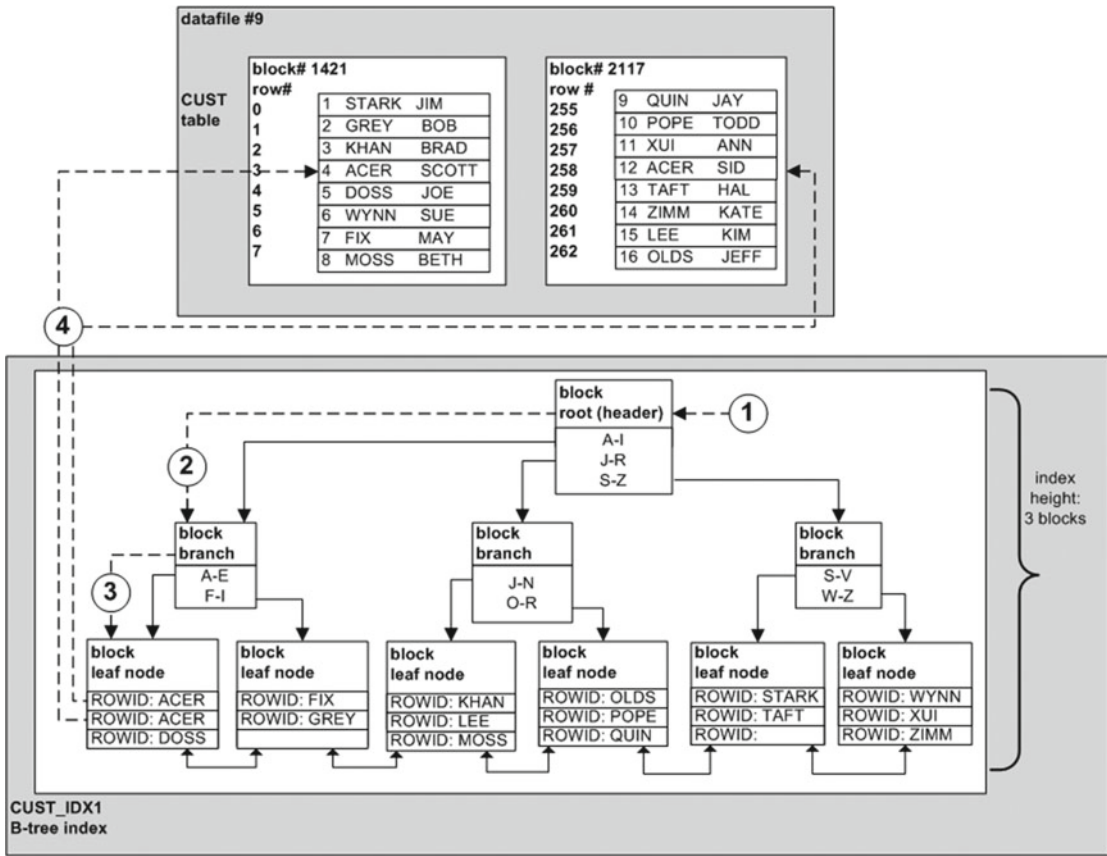 datafile #9
CUST
table
block# 1421
row#
0
1
2
3
4
5
6
7
1 STARK JIM
2 GREY BOB
3 KHAN BRAD
4 ACER SCOTT
5 DOSS JOE
6 WYNN SUE
7 FIX MAY
8 MOSS BETH
block# 2117
row #
255
256
257
258
259
260
261
262
9 QUIN JAY
10 POPE TODD
11 XUI ANN
12 ACER SID
13 TAFT HAL
14 ZIMM KATE
15 LEE KIM
16 OLDS JEFF
4
block
root (header)
A-I
J-R
S-Z
1
2
index
height:
3 blocks
block
branch
A-E
F-I
block
branch
J-N
O-R
block
branch
S-V
W-Z
3
block
leaf node
ROWID: ACER
ROWID: ACER
ROWID: DOSS
block
leaf node
ROWID: FIX
ROWID: GREY
block
leaf node
ROWID: KHAN
ROWID: LEE
ROWID: MOSS
block
leaf node
ROWID: OLDS
ROWID: POPE
ROWID: QUIN
block
leaf node
ROWID: STARK
ROWID: TAFT
ROWID:
block
leaf node
ROWID: WYNN
ROWID: XUI
ROWID: ZIMM
CUST_IDX1
B-tree index